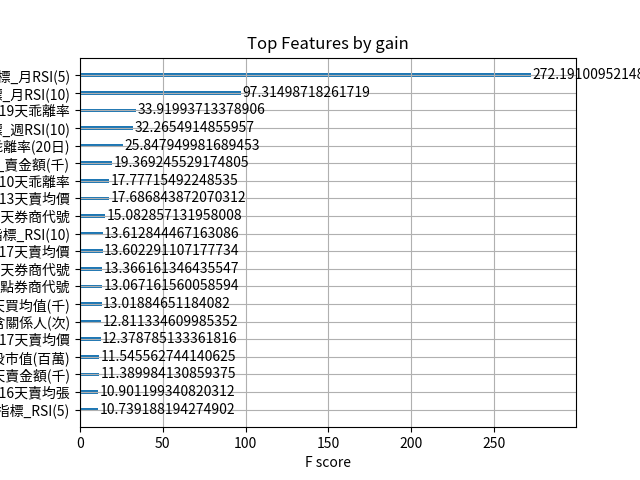 Top Features by gain
標_月RSI(5) 272.19100952148
_月RSI(10) 97.31498718261719
19天乖離率 33.91993713378906
_週RSI(10) 32.2654914855957
離率(20日) 25.847949981689453
_賣金額(千) 19.369245529174805
10天乖離率 17.77715492248535
13天賣均價 17.686843872070312
天券商代號 15.082857131958008
指標_RSI(10) 13.612844467163086
17天賣均價 13.602291107177734
天券商代號 13.366161346435547
點券商代號 13.067161560058594
天買均值(千) 13.01884651184082
含關係人(次) 12.811334609985352
17天賣均價 12.378785133361816
市值(百萬) 11.545562744140625
天賣金額(千) 11.389984130859375
16天賣均張 10.901199340820312
指標_RSI(5) 10.739188194274902
0 50 100 150 200 250
F score